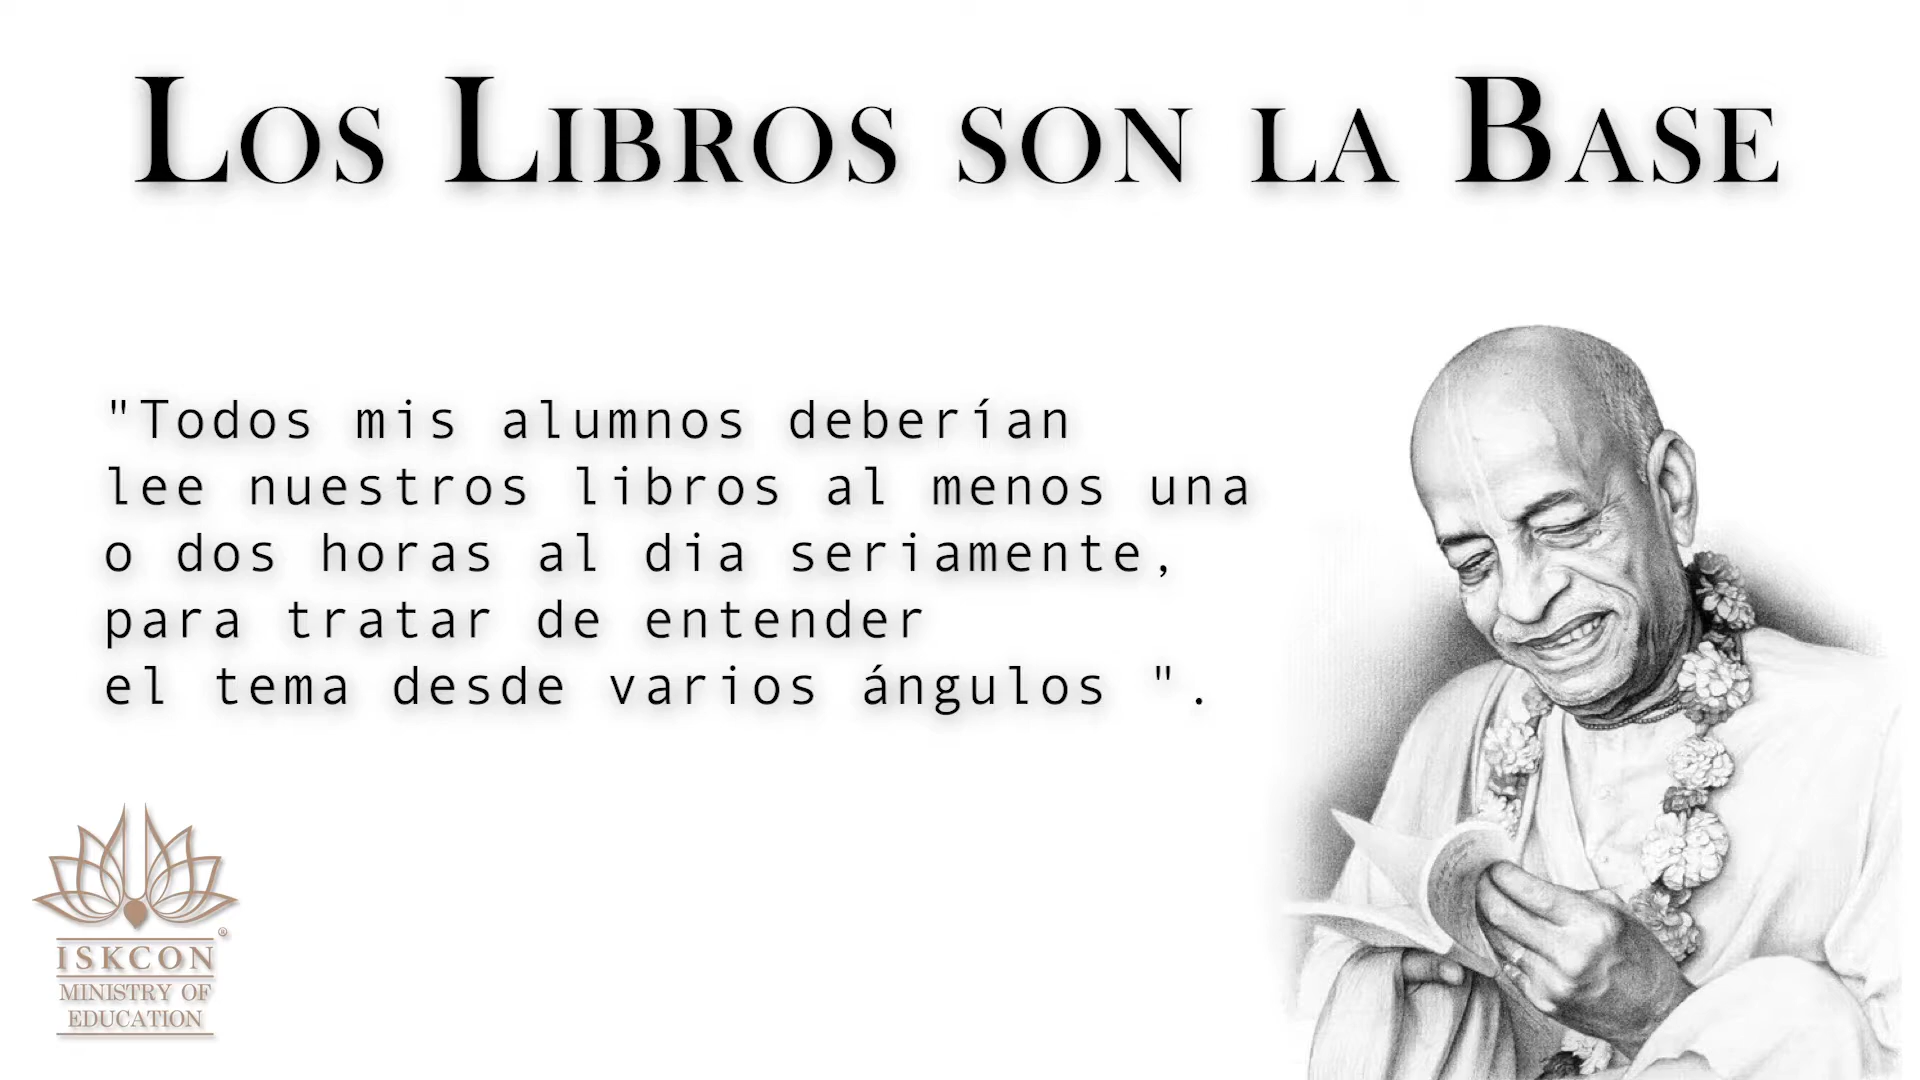 Los Libros son la Base
"Todos mis alumnos deberían
lee nuestros libros al menos una
o dos horas al dia seriamente,
para tratar de entender
el tema desde varios ángulos ".
ISKCON®
MINISTRY OF
EDUCATION